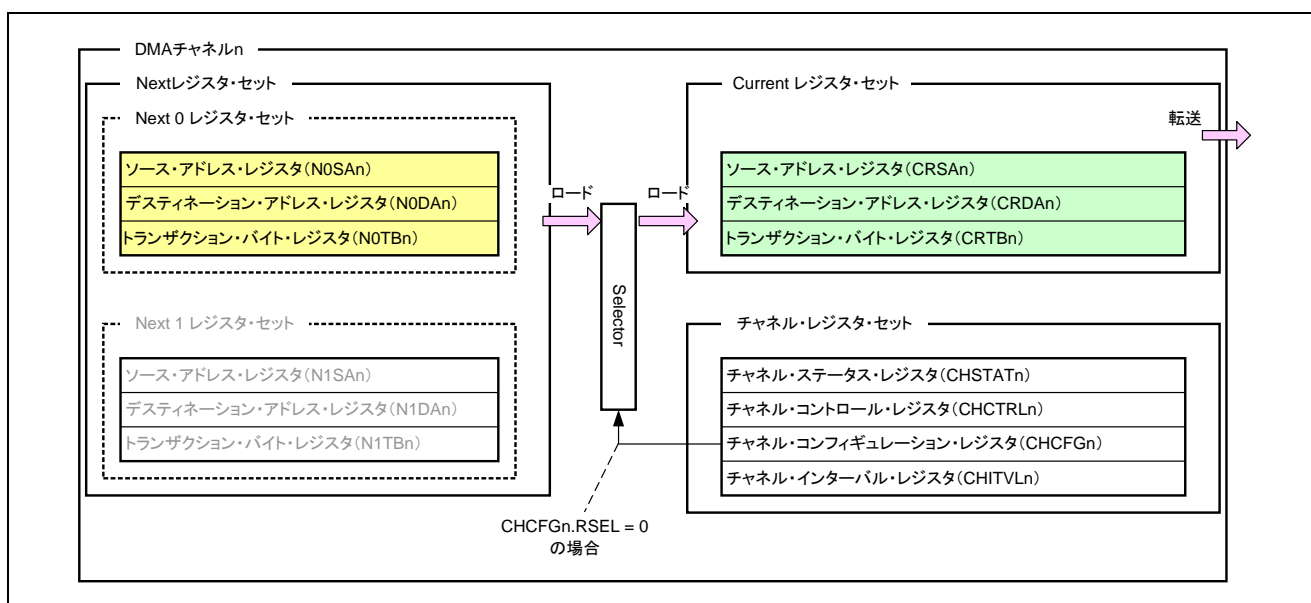 DMAチャネルn
Nextレジスタ・セット
Next 0 レジスタ・セット
ソース・アドレス・レジスタ(N0SAn)
デスティネーション・アドレス・レジスタ(N0DAn)
トランザクション・バイト・レジスタ(N0TBn)
Next 1 レジスタ・セット
ソース・アドレス・レジスタ(N1SAn)
デスティネーション・アドレス・レジスタ(N1DAn)
トランザクション・バイト・レジスタ(N1TBn)
ロード
Selector
ロード
CHCFGn.RSEL = 0
の場合
Current レジスタ・セット
転送
ソース・アドレス・レジスタ(CRSAn)
デスティネーション・アドレス・レジスタ(CRDAn)
トランザクション・バイト・レジスタ(CRTBn)
チャネル・レジスタ・セット
チャネル・ステータス・レジスタ(CHSTATn)
チャネル・コントロール・レジスタ(CHCTRLn)
チャネル・コンフィギュレーション・レジスタ(CHCFGn)
チャネル・インターバル・レジスタ(CHITVLn)